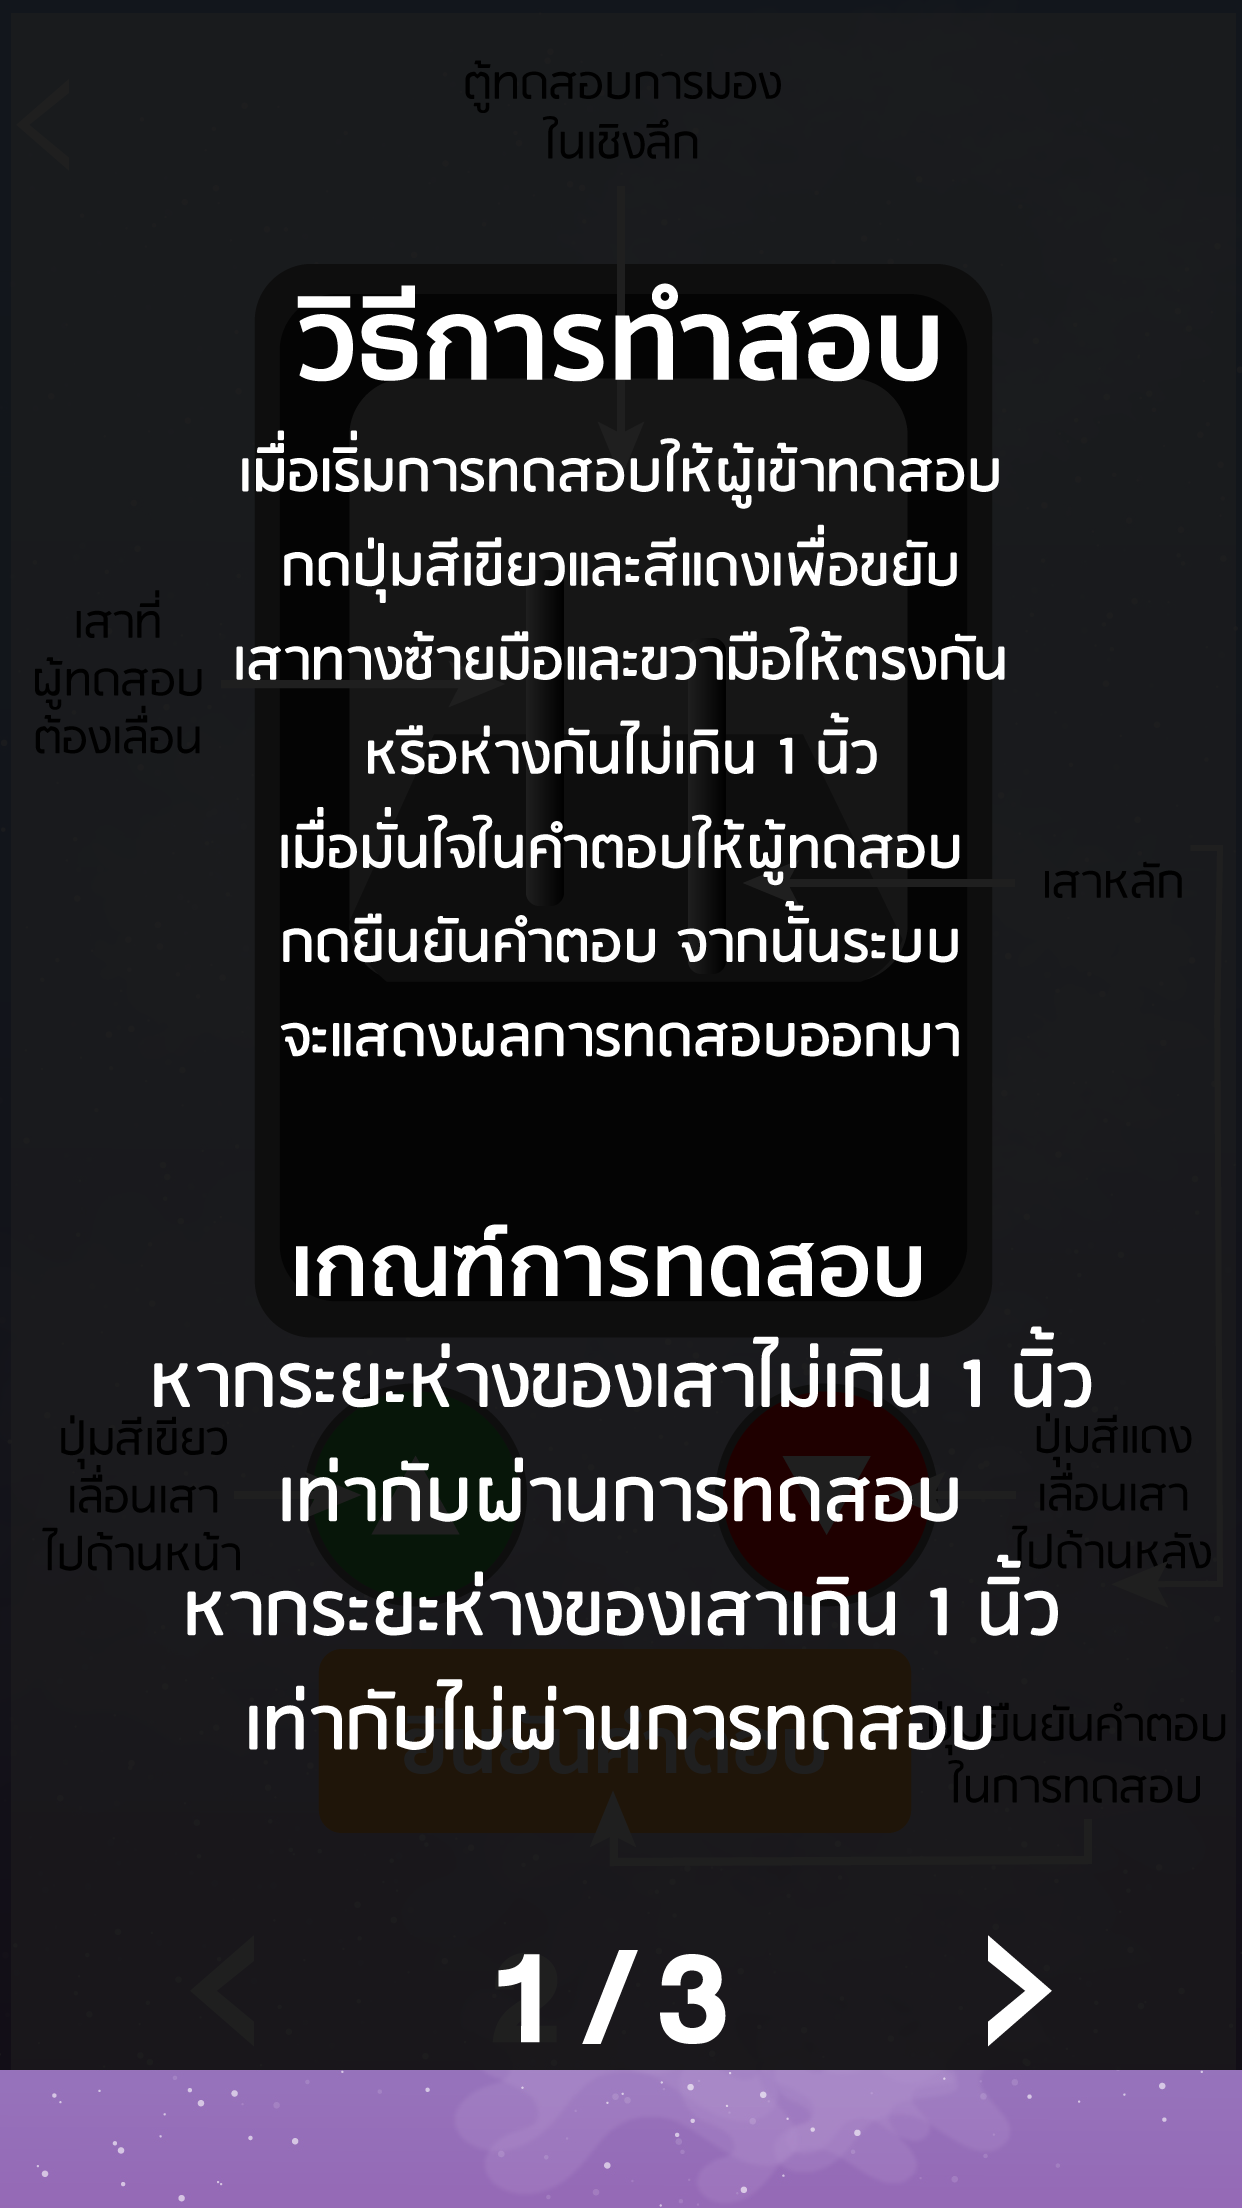 ตู้ทดสอบการมอง
ในเชิงลึก
วิธีการทำสอบ
เมื่อเริ่มการทดสอบให้ผู้เข้าทดสอบ
กดปุ่มสีเขียวและสีแดงเพื่อขยับ
เสาทางซ้ายมือและขวามือให้ตรงกัน
หรือห่างกันไม่เกิน 1 นิ้ว
เมื่อมั่นใจในคำตอบให้ผู้ทดสอบ
กดยืนยันคำตอบ จากนั้นระบบ
จะแสดงผลการทดสอบออกมา
เสาที่
ผู้ทดสอบ
ต้องเลื่อน
เสาหลัก
เกณฑ์การทดสอบ
หากระยะห่างของเสาไม่เกิน 1 นิ้ว
เท่ากับผ่านการทดสอบ
หากระยะห่างของเสาเกิน 1 นิ้ว
เท่ากับไม่ผ่านการทดสอบ
ปุ่มสีเขียว
เลื่อนเสา
ไปด้านหน้า
ปุ่มสีแดง
เลื่อนเสา
ไปด้านหลัง
ยืนยันคำตอบ
ปุ่มยืนยันคำตอบ
ในการทดสอบ
1 / 3